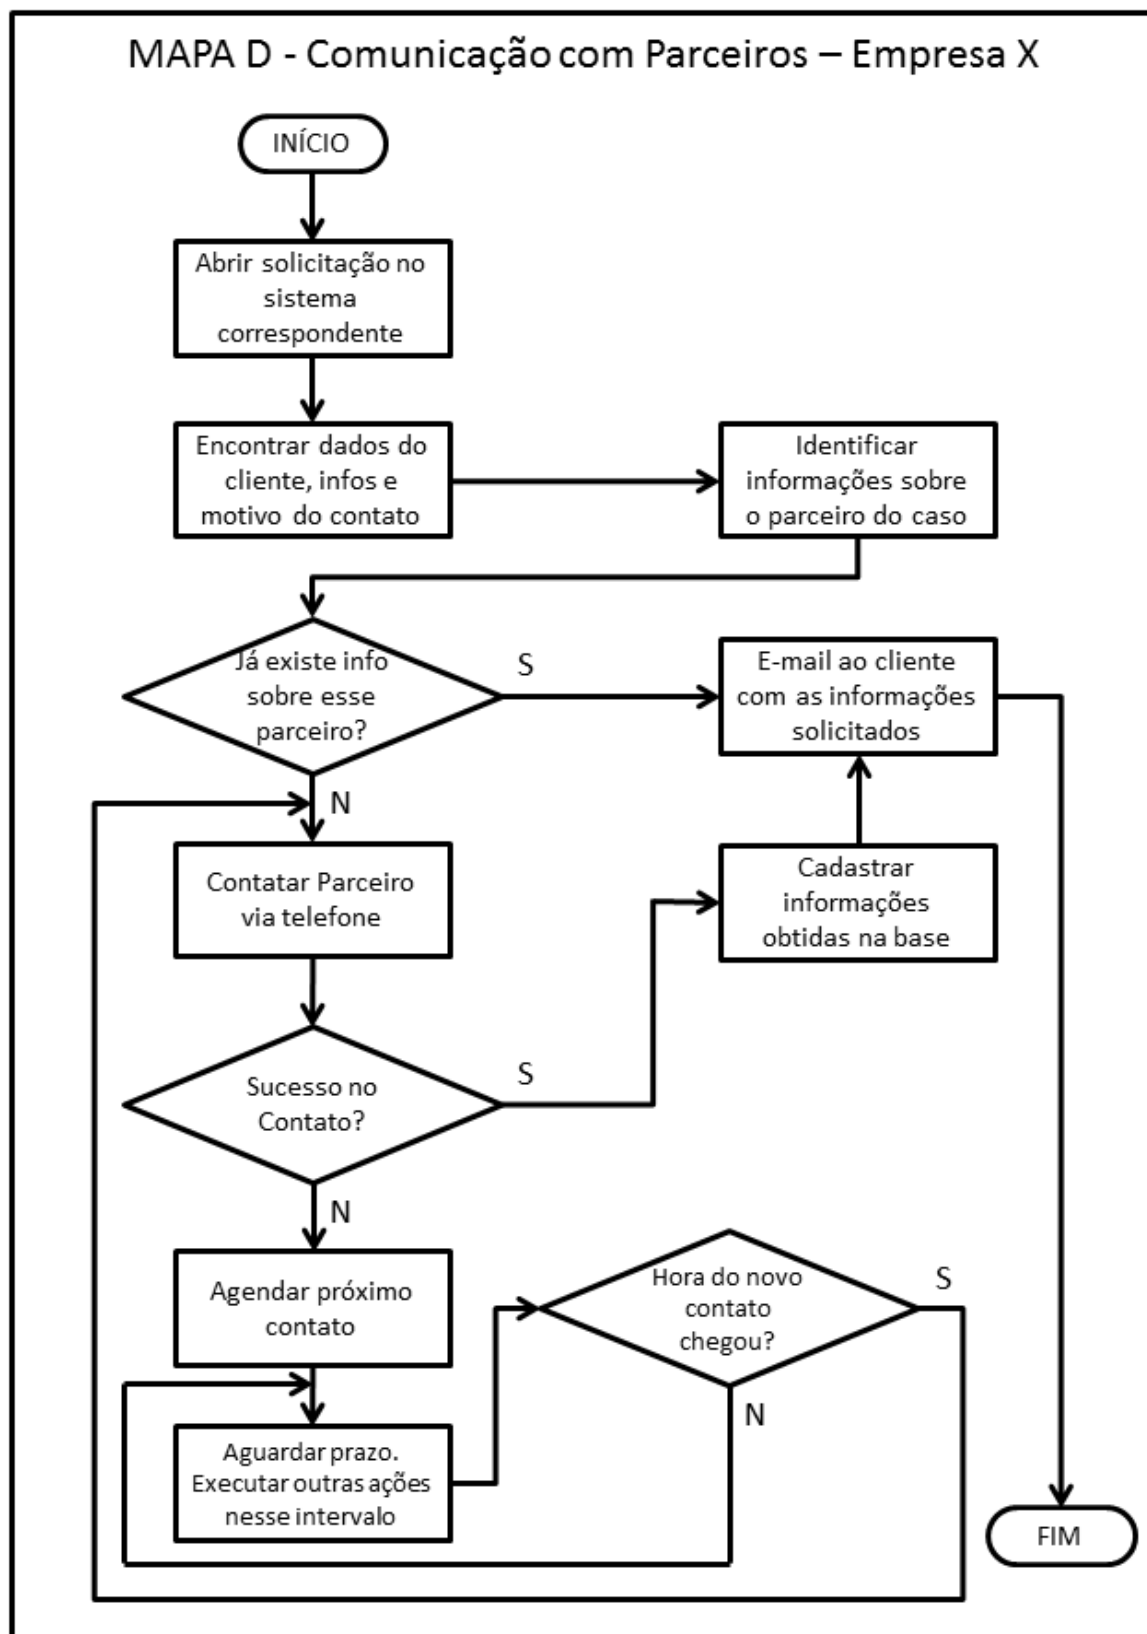 MAPA D - Comunicação com Parceiros – Empresa X
INÍCIO
Abrir solicitação no
sistema
correspondente
Encontrar dados do
cliente, infos e
motivo do contato
Identificar
informações sobre
o parceiro do caso
Já existe info
sobre esse
parceiro?
S
E-mail ao cliente
com as informações
solicitados
N
Contatar Parceiro
via telefone
Cadastrar
informações
obtidas na base
Sucesso no
Contato?
S
N
Agendar próximo
contato
Hora do novo
contato
chegou?
S
N
Aguardar prazo.
Executar outras ações
nesse intervalo
FIM